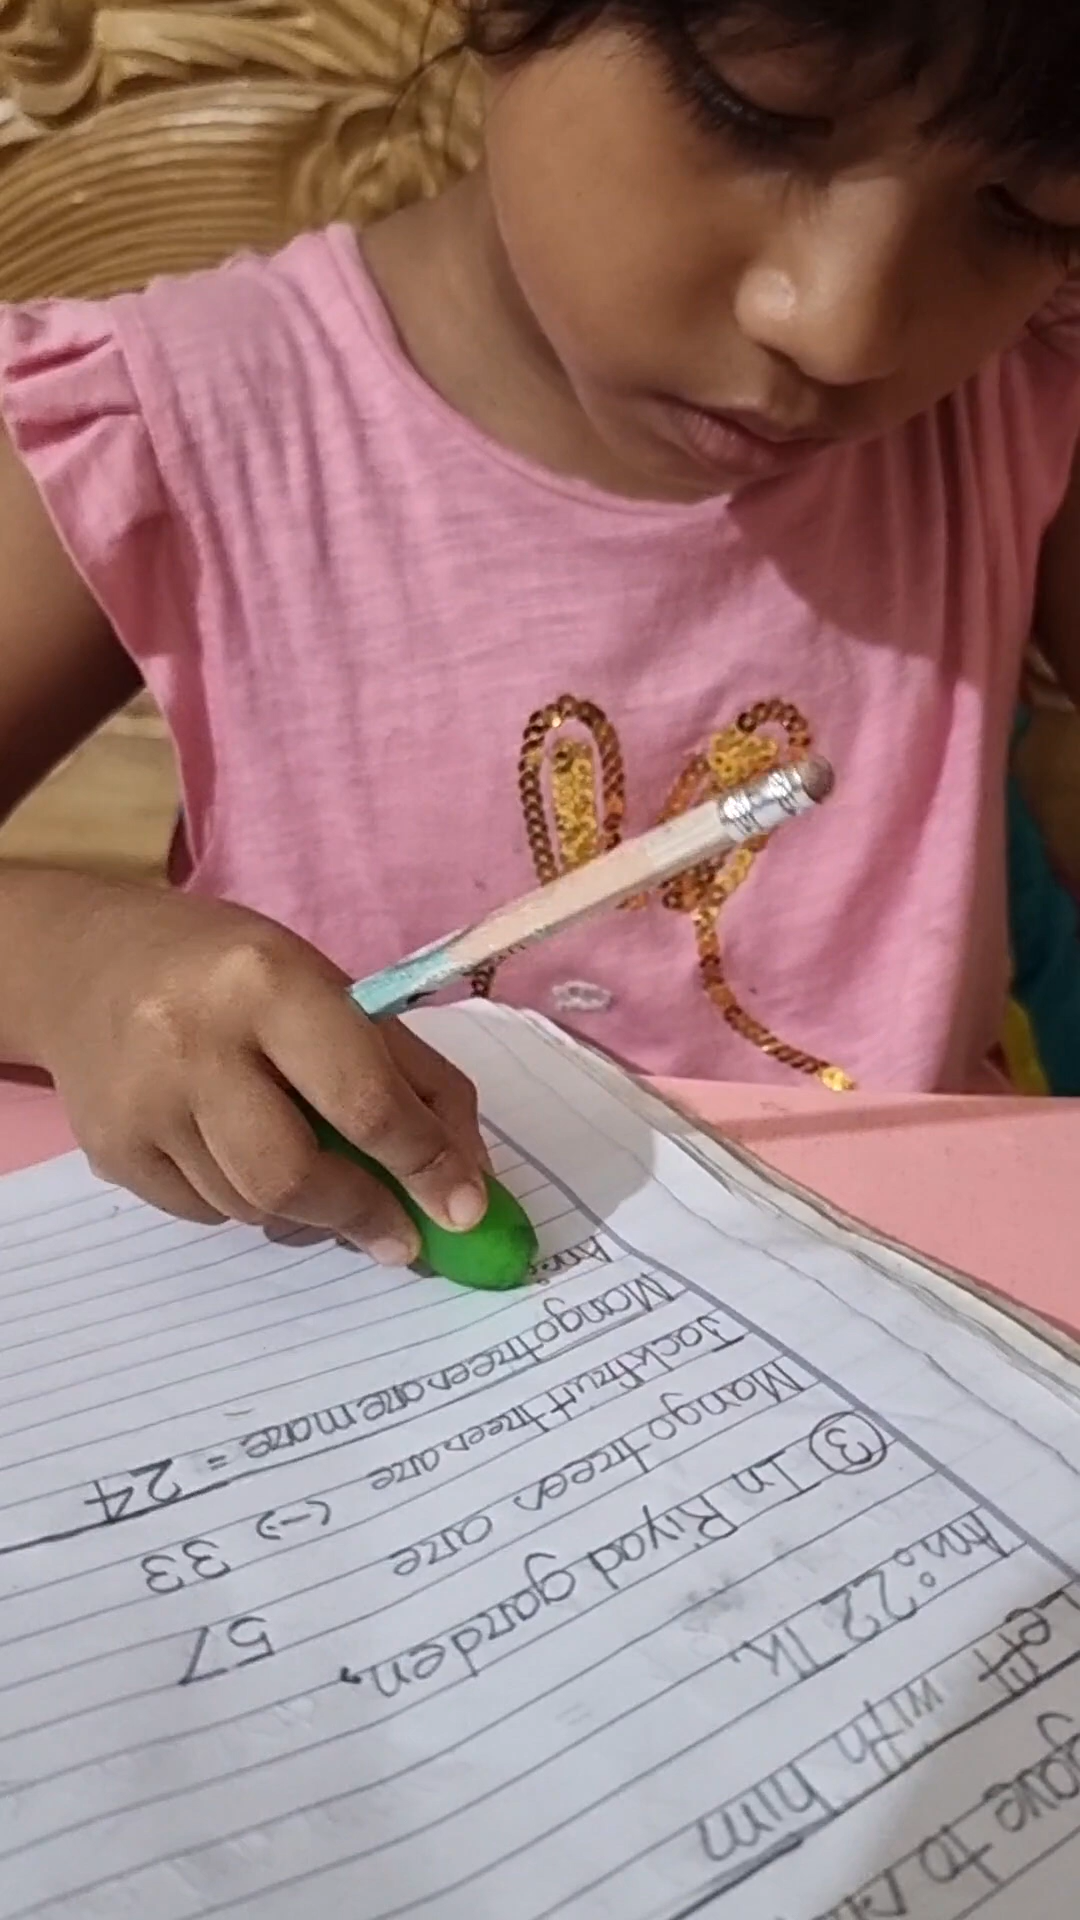 gave to
Left with him
Ans: 22 Tk.
③ In Riyad garden,
Mango trees are 57
Jackfruit trees are (-) 33
Mango trees are more = 24
Ans: